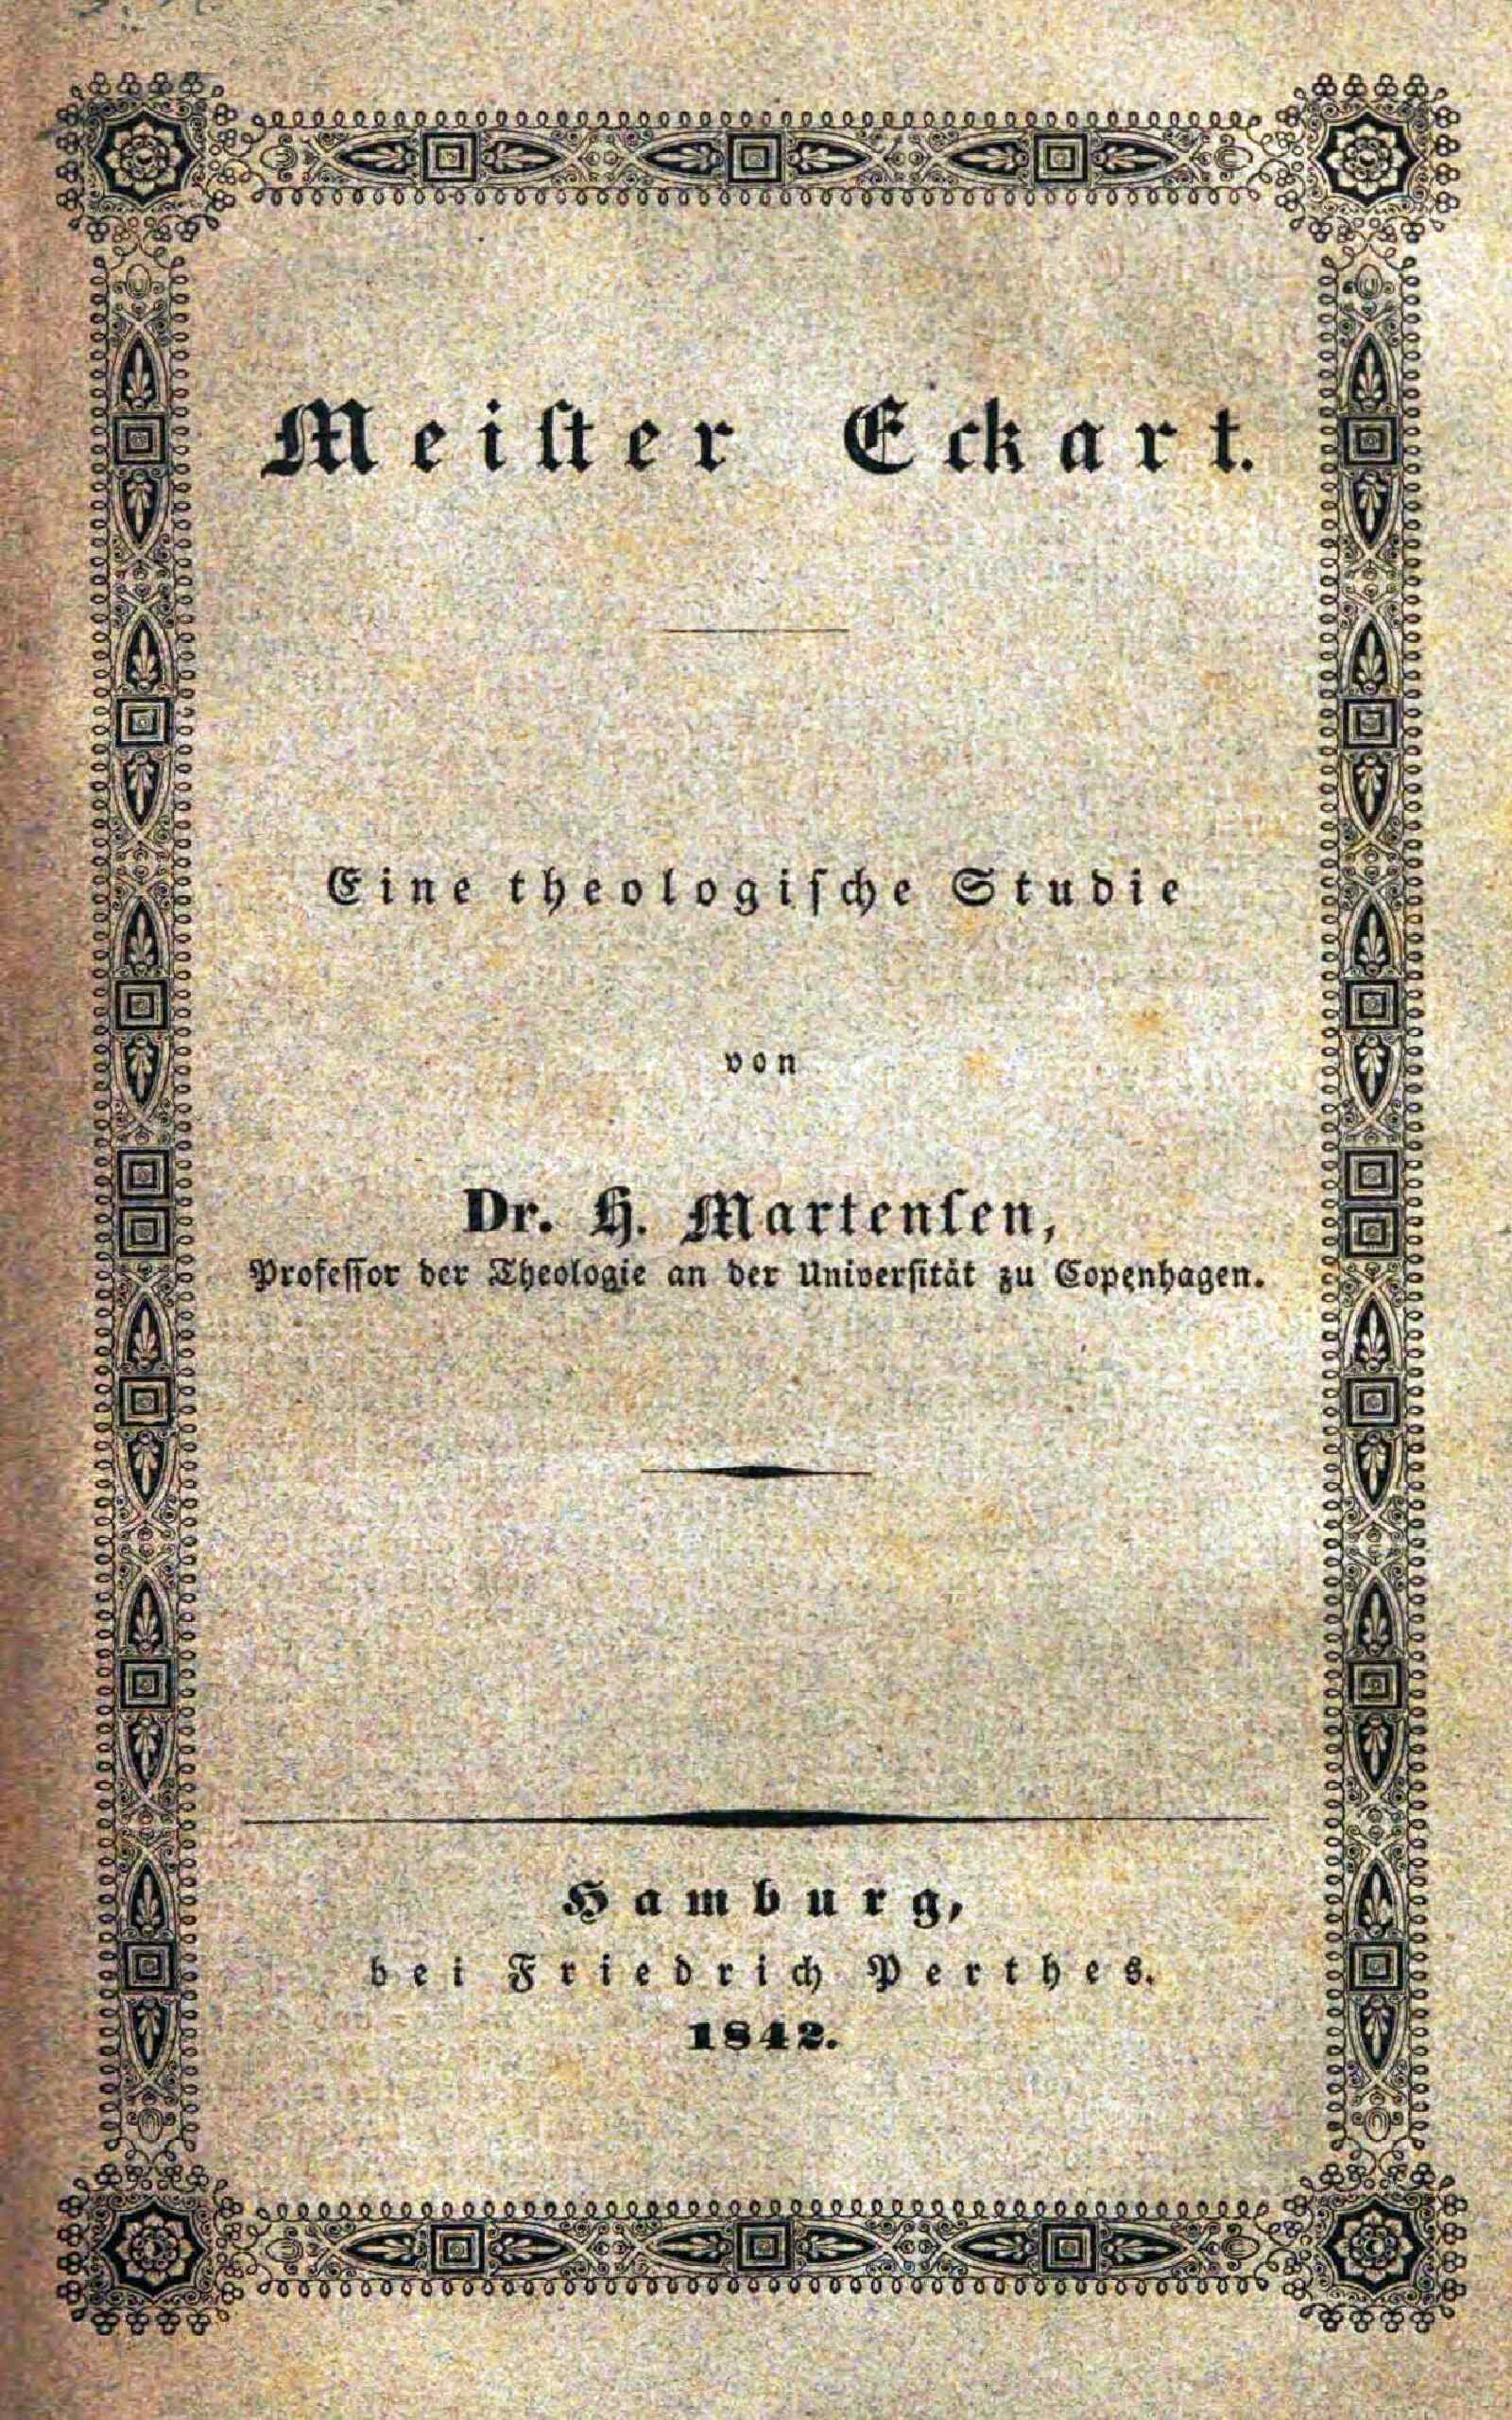 Meiſter Eckart.
Eine theologiſche Studie
von
Dr. H. Martenſen,
Profeſſor der Theologie an der Univerſität zu Copenhagen.
Hamburg,
bei Friedrich Perthes.
1842.